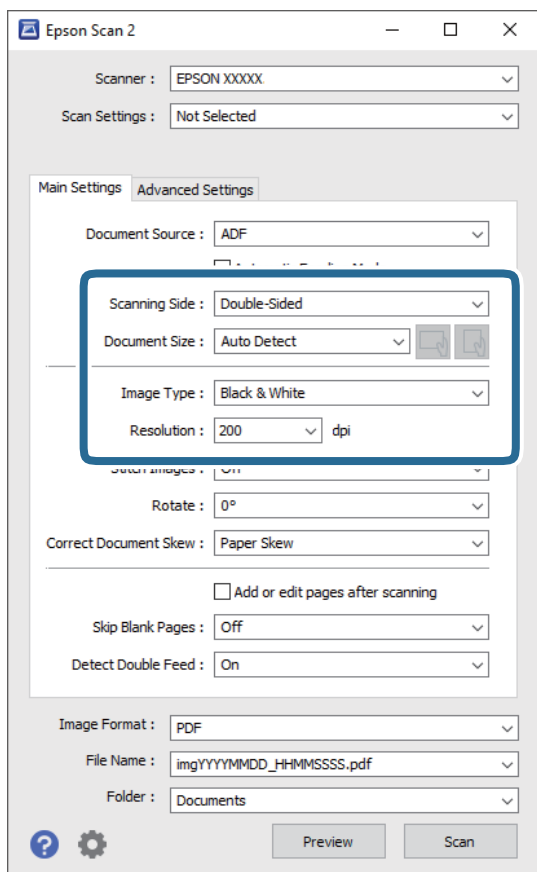 Epson Scan 2
Scanner : EPSON XXXXX
Scan Settings : Not Selected
Main Settings Advanced Settings
Document Source : ADF
Scanning Side : Double-Sided
Document Size : Auto Detect
Image Type : Black & White
Resolution : 200 dpi
Stitch Images : Off
Rotate : 0°
Correct Document Skew : Paper Skew
Add or edit pages after scanning
Skip Blank Pages : Off
Detect Double Feed : On
Image Format : PDF
File Name : imgYYYYMMDD_HHMMSSSS.pdf
Folder : Documents
? Preview Scan